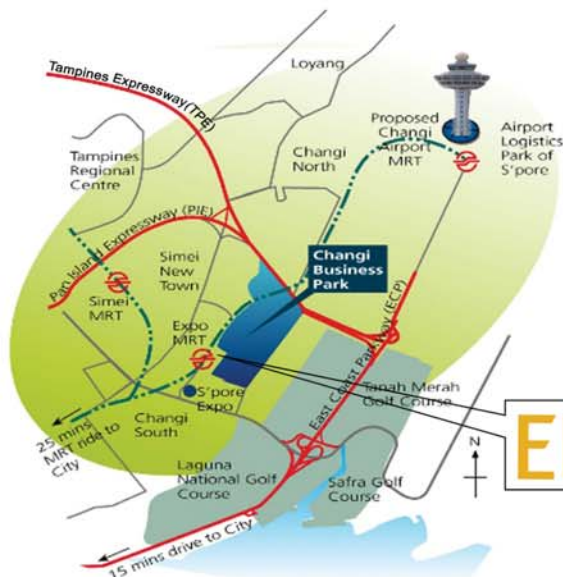 Tampines Expressway(TPE)
Loyang
Proposed
Changi
Airport
MRT
Airport
Logistics
Park of
S'pore
Tampines
Regional
Centre
Changi
North
Pan Island Expressway (PIE)
Simei
New
Town
Changi
Business
Park
Simei
MRT
Expo
MRT
East Coast Parkway (ECP)
S'pore
Expo
Tanah Merah
Golf Course
25 mins
MRT ride to
City
Changi
South
N
E
Laguna
National Golf
Course
Safra Golf
Course
15 mins drive to City